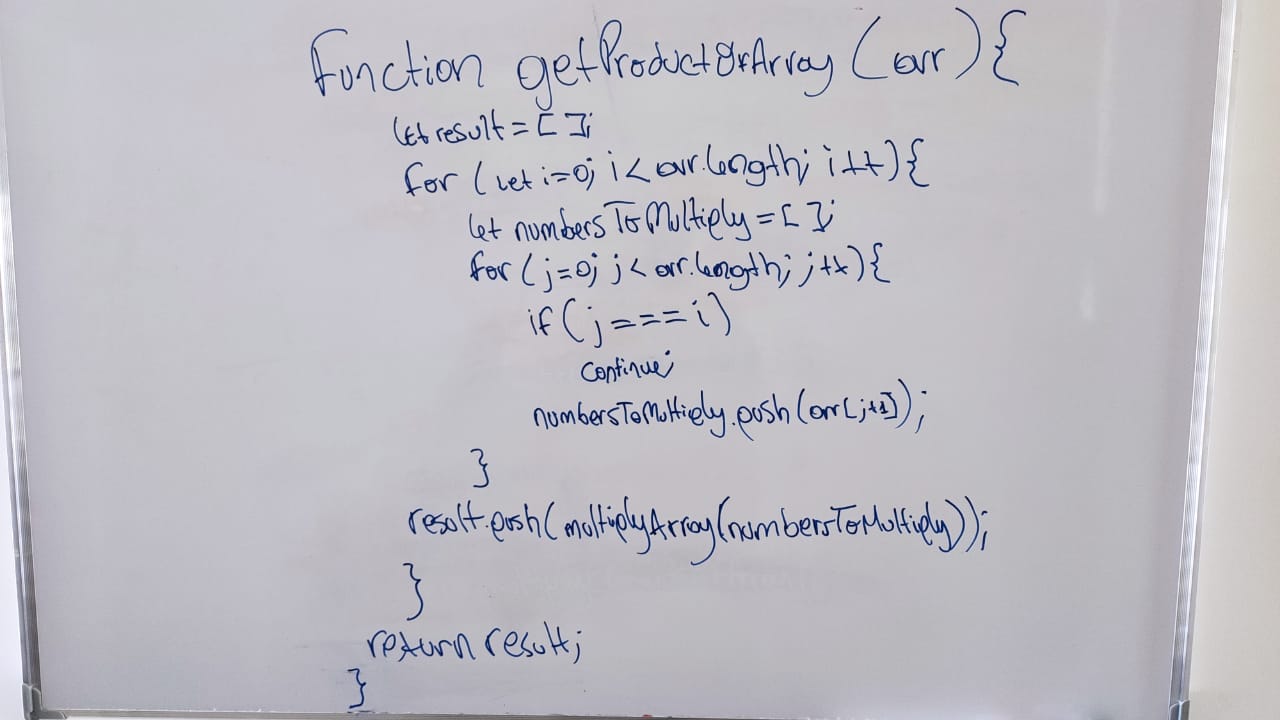 Function getProductOfArray (arr) {
let result = [ ];
for (let i=0; i< arr.length; i++) {
let numbersToMultiply = [ ];
for (j=0; j< arr.length; j++) {
if (j===i)
continue;
numbersToMultiply.push(arr[j+1]);
}
result.push(multiplyArray(numbersToMultiply));
}
return result;
}